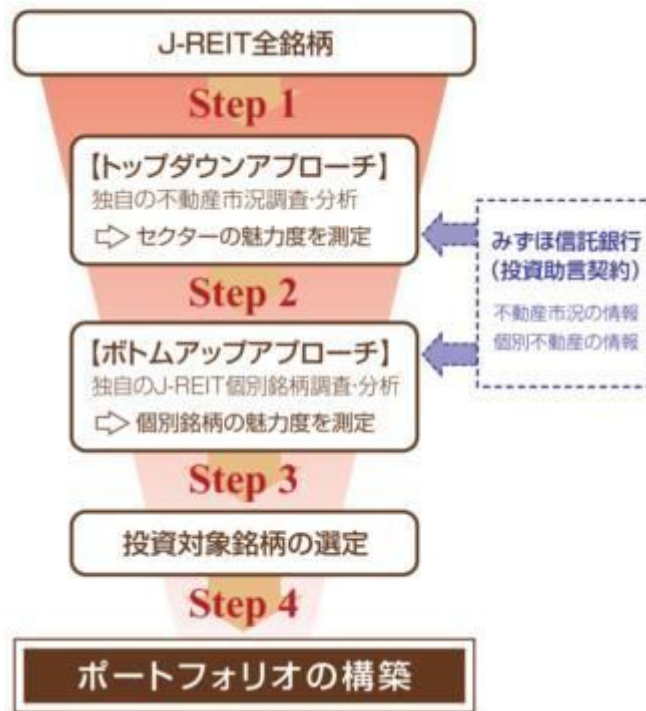 J-REIT全銘柄
Step 1
【トップダウンアプローチ】
独自の不動産市況調査・分析
⇨ セクターの魅力度を測定
みずほ信託銀行
(投資助言契約)
不動産市況の情報
個別不動産の情報
Step 2
【ボトムアップアプローチ】
独自のJ-REIT個別銘柄調査・分析
⇨ 個別銘柄の魅力度を測定
Step 3
投資対象銘柄の選定
Step 4
ポートフォリオの構築